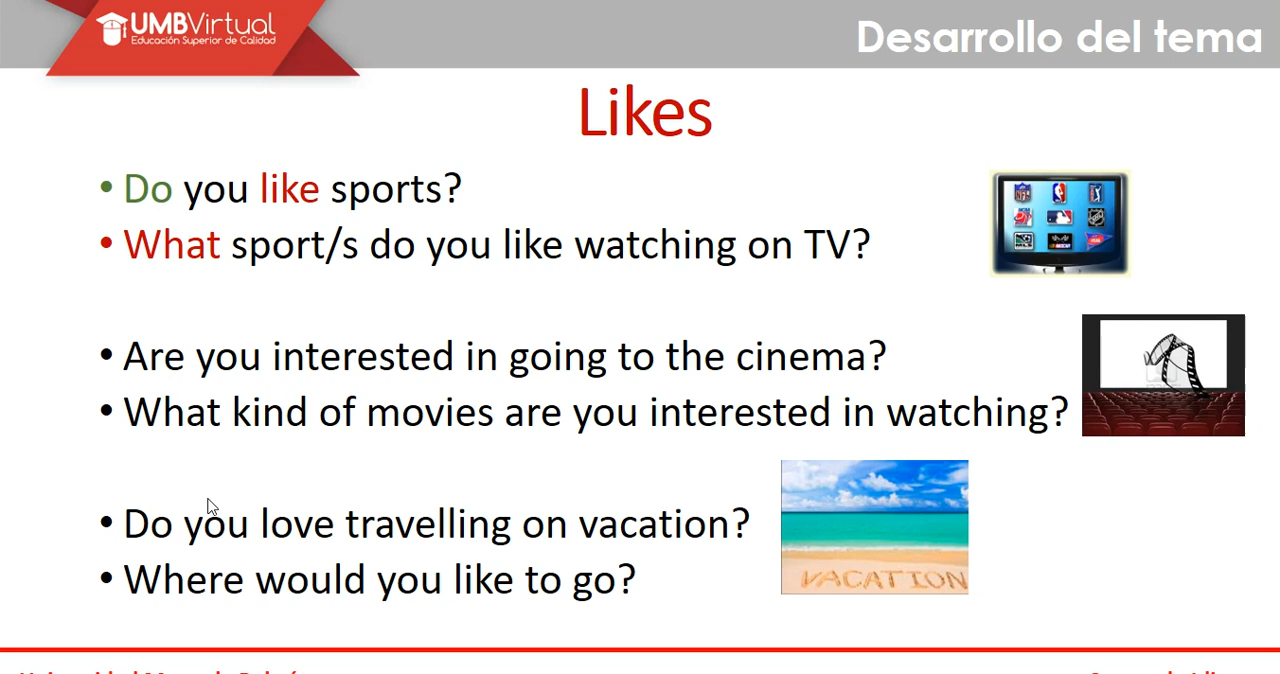 UMBVirtual
Educación Superior de Calidad
Desarrollo del tema
Likes
• Do you like sports?
• What sport/s do you like watching on TV?
• Are you interested in going to the cinema?
• What kind of movies are you interested in watching?
• Do you love travelling on vacation?
• Where would you like to go?
VACATION